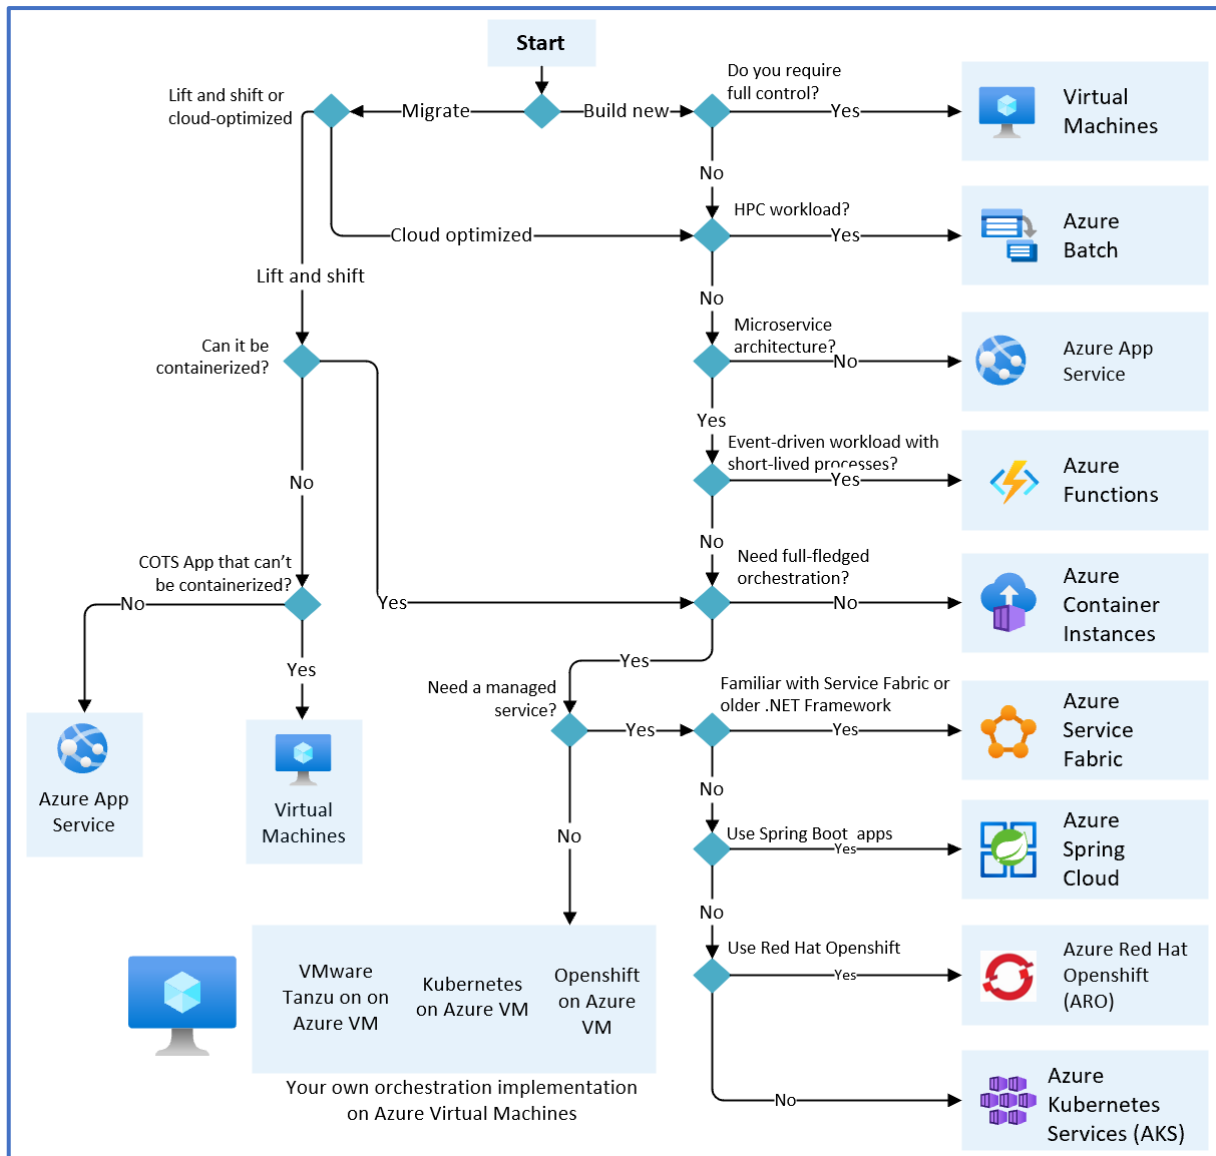 Start
Lift and shift or
cloud-optimized
Migrate
Build new
Do you require
full control?
Yes
Virtual
Machines
No
HPC workload?
Cloud optimized
Yes
Azure
Batch
Lift and shift
No
Microservice
architecture?
No
Azure App
Service
Can it be
containerized?
Yes
Event-driven workload with
short-lived processes?
Yes
Azure
Functions
No
No
Need full-fledged
orchestration?
COTS App that can't
be containerized?
No
Yes
No
Azure
Container
Instances
Yes
Yes
Need a managed
service?
Yes
Familiar with Service Fabric or
older .NET Framework
Yes
Azure
Service
Fabric
Azure App
Service
Virtual
Machines
No
No
Use Spring Boot apps
Yes
Azure
Spring
Cloud
No
Use Red Hat Openshift
Yes
Azure Red Hat
Openshift
(ARO)
VMware
Tanzu on on
Azure VM
Kubernetes
on Azure VM
Openshift
on Azure
VM
Your own orchestration implementation
on Azure Virtual Machines
No
Azure
Kubernetes
Services (AKS)